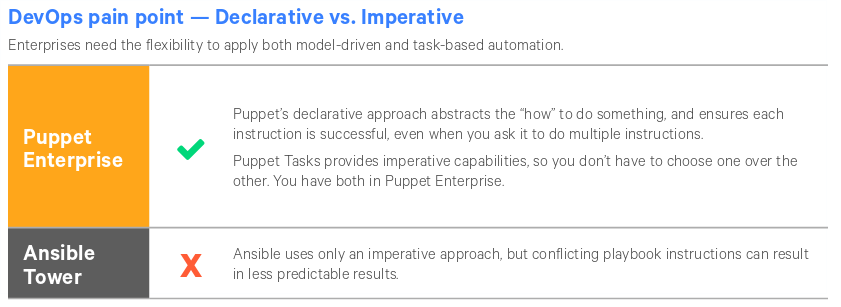 DevOps pain point — Declarative vs. Imperative
Enterprises need the flexibility to apply both model-driven and task-based automation.
Puppet
Enterprise
Puppet's declarative approach abstracts the “how” to do something, and ensures each
instruction is successful, even when you ask it to do multiple instructions.
Puppet Tasks provides imperative capabilities, so you don't have to choose one over the
other. You have both in Puppet Enterprise.
Ansible
Tower
X
Ansible uses only an imperative approach, but conflicting playbook instructions can result
in less predictable results.